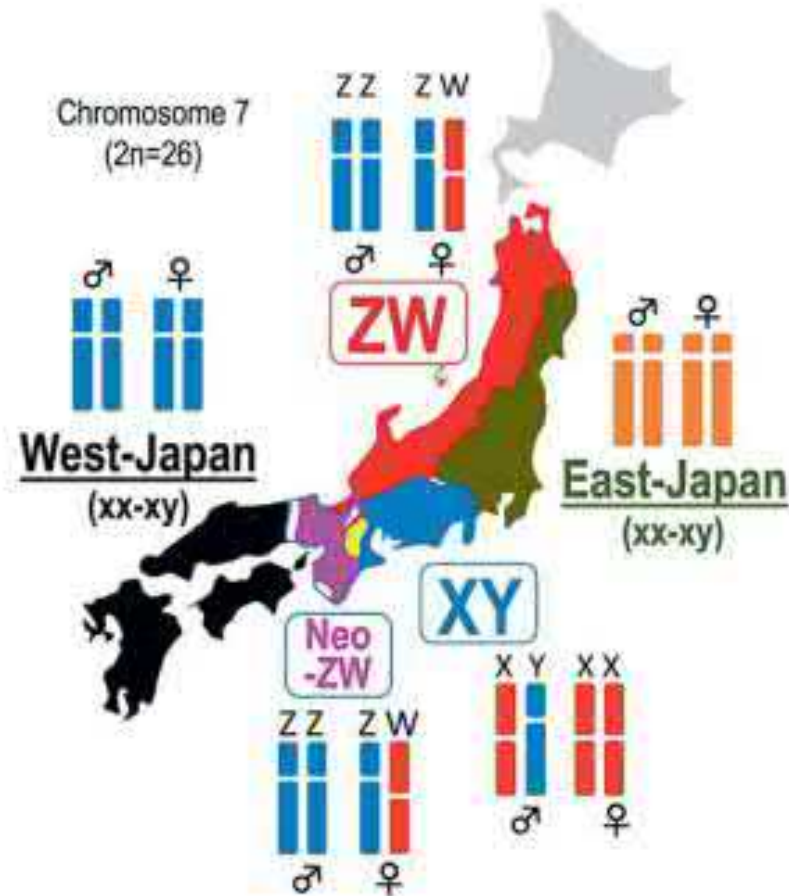 Z Z Z W
Chromosome 7
(2n=26)
♂ ♀
♂ ♀
ZW
♂ ♀
West-Japan
(xx-xy)
East-Japan
(xx-xy)
XY
Neo
-ZW
X Y X X
Z Z Z W
♂ ♀
♂ ♀